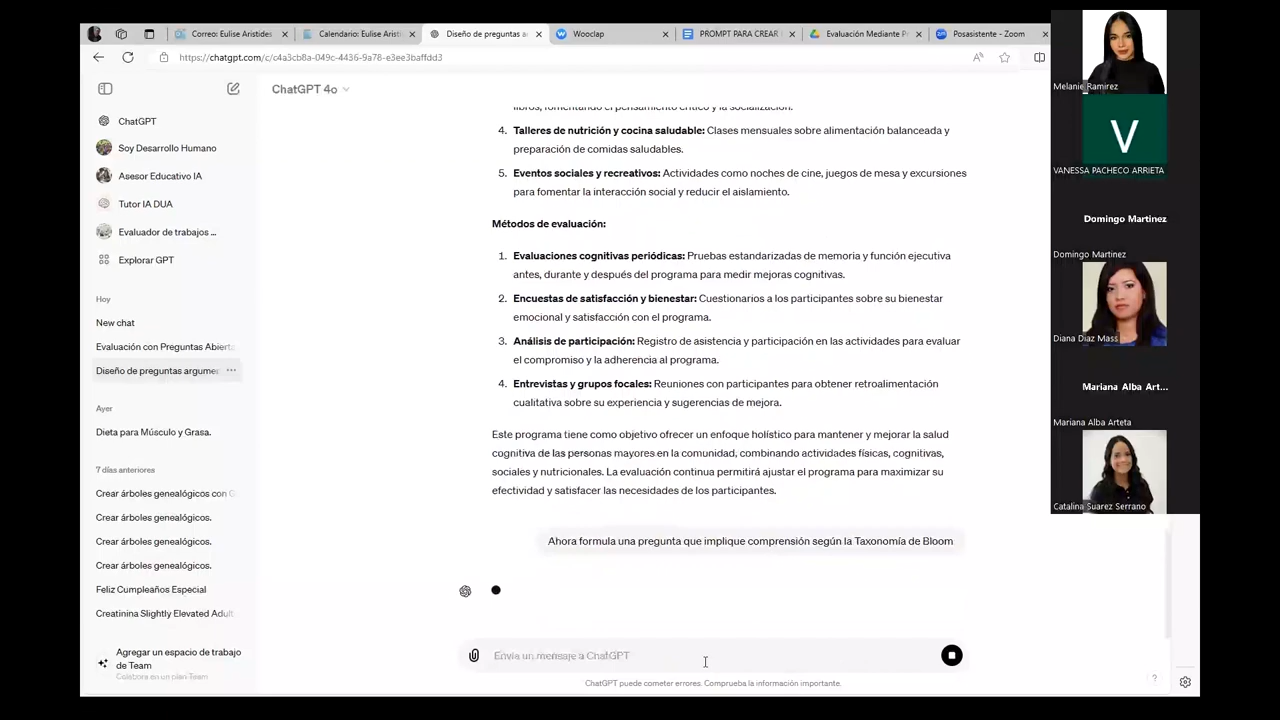 Correo: Eulise Aristides
Calendario: Eulise Aristi
Diseño de preguntas a
Wooclap
PROMPT PARA CREAR
Evaluación Mediante P
Posasistente - Zoom
https://chatgpt.com/c/c4a3cb8a-049c-4436-9a78-e3ee3baffdd3
ChatGPT 4o
ChatGPT
Soy Desarrollo Humano
Asesor Educativo IA
Tutor IA DUA
Evaluador de trabajos ...
Explorar GPT
Hoy
New chat
Evaluación con Preguntas Abierta
Diseño de preguntas argumen
Ayer
Dieta para Músculo y Grasa.
7 días anteriores
Crear árboles genealógicos con G
Crear árboles genealógicos.
Crear árboles genealógicos.
Crear árboles genealógicos.
Feliz Cumpleaños Especial
Creatinina Slightly Elevated Adult
Agregar un espacio de trabajo
de Team
Colabora en un plan Team
libros, fomentando el pensamiento crítico y la socialización.
4. Talleres de nutrición y cocina saludable: Clases mensuales sobre alimentación balanceada y
preparación de comidas saludables.
5. Eventos sociales y recreativos: Actividades como noches de cine, juegos de mesa y excursiones
para fomentar la interacción social y reducir el aislamiento.
Métodos de evaluación:
1. Evaluaciones cognitivas periódicas: Pruebas estandarizadas de memoria y función ejecutiva
antes, durante y después del programa para medir mejoras cognitivas.
2. Encuestas de satisfacción y bienestar: Cuestionarios a los participantes sobre su bienestar
emocional y satisfacción con el programa.
3. Análisis de participación: Registro de asistencia y participación en las actividades para evaluar
el compromiso y la adherencia al programa.
4. Entrevistas y grupos focales: Reuniones con participantes para obtener retroalimentación
cualitativa sobre su experiencia y sugerencias de mejora.
Este programa tiene como objetivo ofrecer un enfoque holístico para mantener y mejorar la salud
cognitiva de las personas mayores en la comunidad, combinando actividades físicas, cognitivas,
sociales y nutricionales. La evaluación continua permitirá ajustar el programa para maximizar su
efectividad y satisfacer las necesidades de los participantes.
Ahora formula una pregunta que implique comprensión según la Taxonomía de Bloom
Envía un mensaje a ChatGPT
ChatGPT puede cometer errores. Comprueba la información importante.
?
Melanie Ramirez
V
VANESSA PACHECO ARRIETA
Domingo Martinez
Domingo Martinez
Diana Diaz Mass
Mariana Alba Art...
Mariana Alba Arteta
Catalina Suarez Serrano